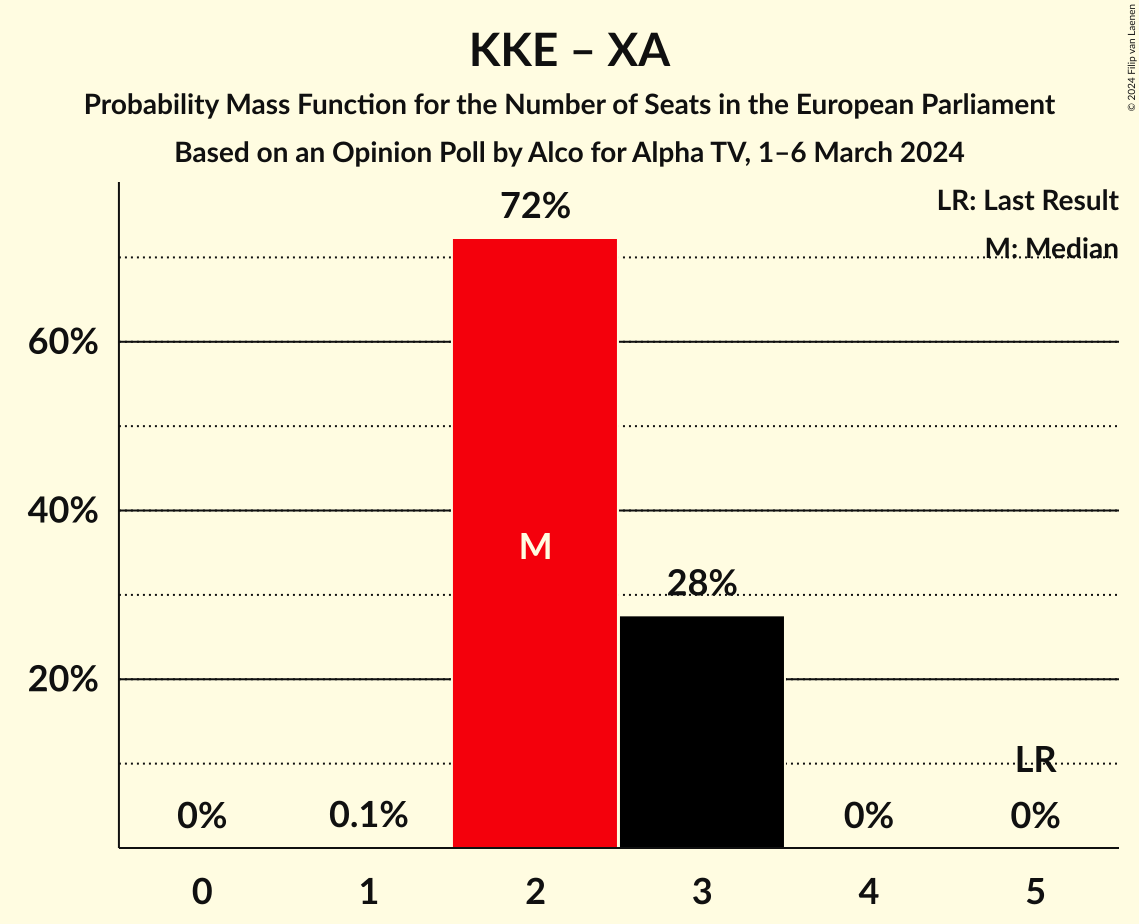 KKE – XA
Probability Mass Function for the Number of Seats in the European Parliament
Based on an Opinion Poll by Alco for Alpha TV, 1–6 March 2024
© 2024 Filip van Laenen
LR: Last Result
M: Median
72%
60%
40%
20%
M
28%
LR
0%
0.1%
0%
0%
0
1
2
3
4
5